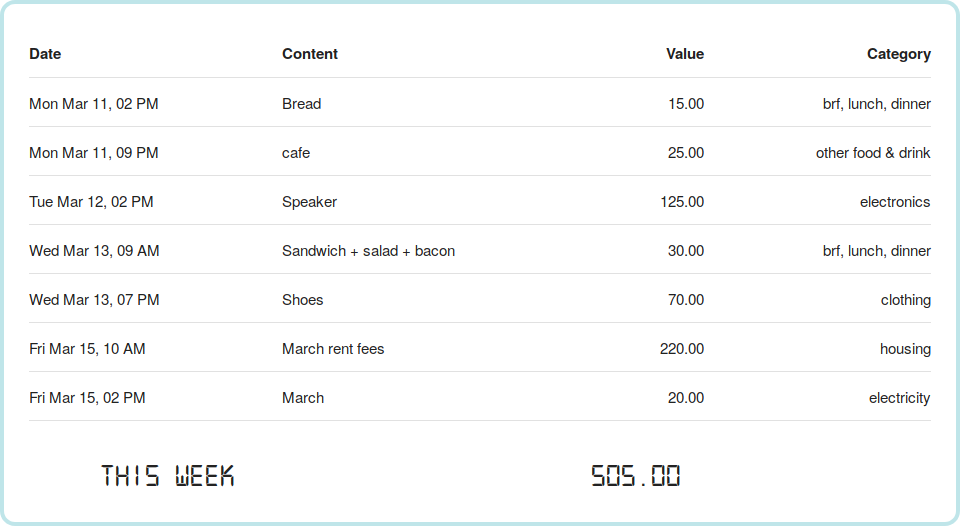 Date Content Value Category
Mon Mar 11, 02 PM Bread 15.00 brf, lunch, dinner
Mon Mar 11, 09 PM cafe 25.00 other food & drink
Tue Mar 12, 02 PM Speaker 125.00 electronics
Wed Mar 13, 09 AM Sandwich + salad + bacon 30.00 brf, lunch, dinner
Wed Mar 13, 07 PM Shoes 70.00 clothing
Fri Mar 15, 10 AM March rent fees 220.00 housing
Fri Mar 15, 02 PM March 20.00 electricity
THIS WEEK 505.00